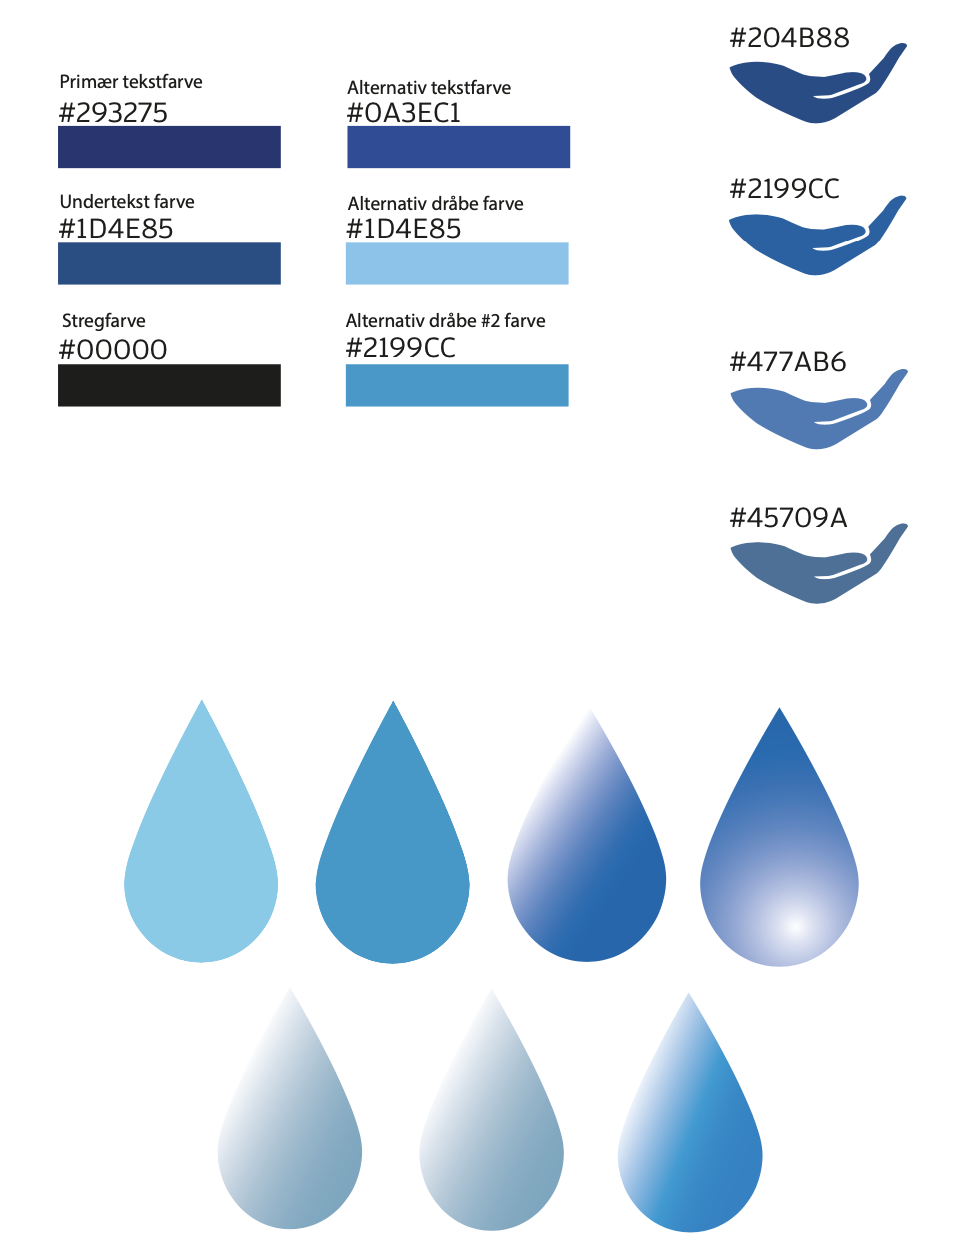 Primær tekstfarve
#293275
Undertekst farve
#1D4E85
Stregfarve
#00000
Alternativ tekstfarve
#0A3EC1
Alternativ dråbe farve
#1D4E85
Alternativ dråbe #2 farve
#2199CC
#204B88
#2199CC
#477AB6
#45709A